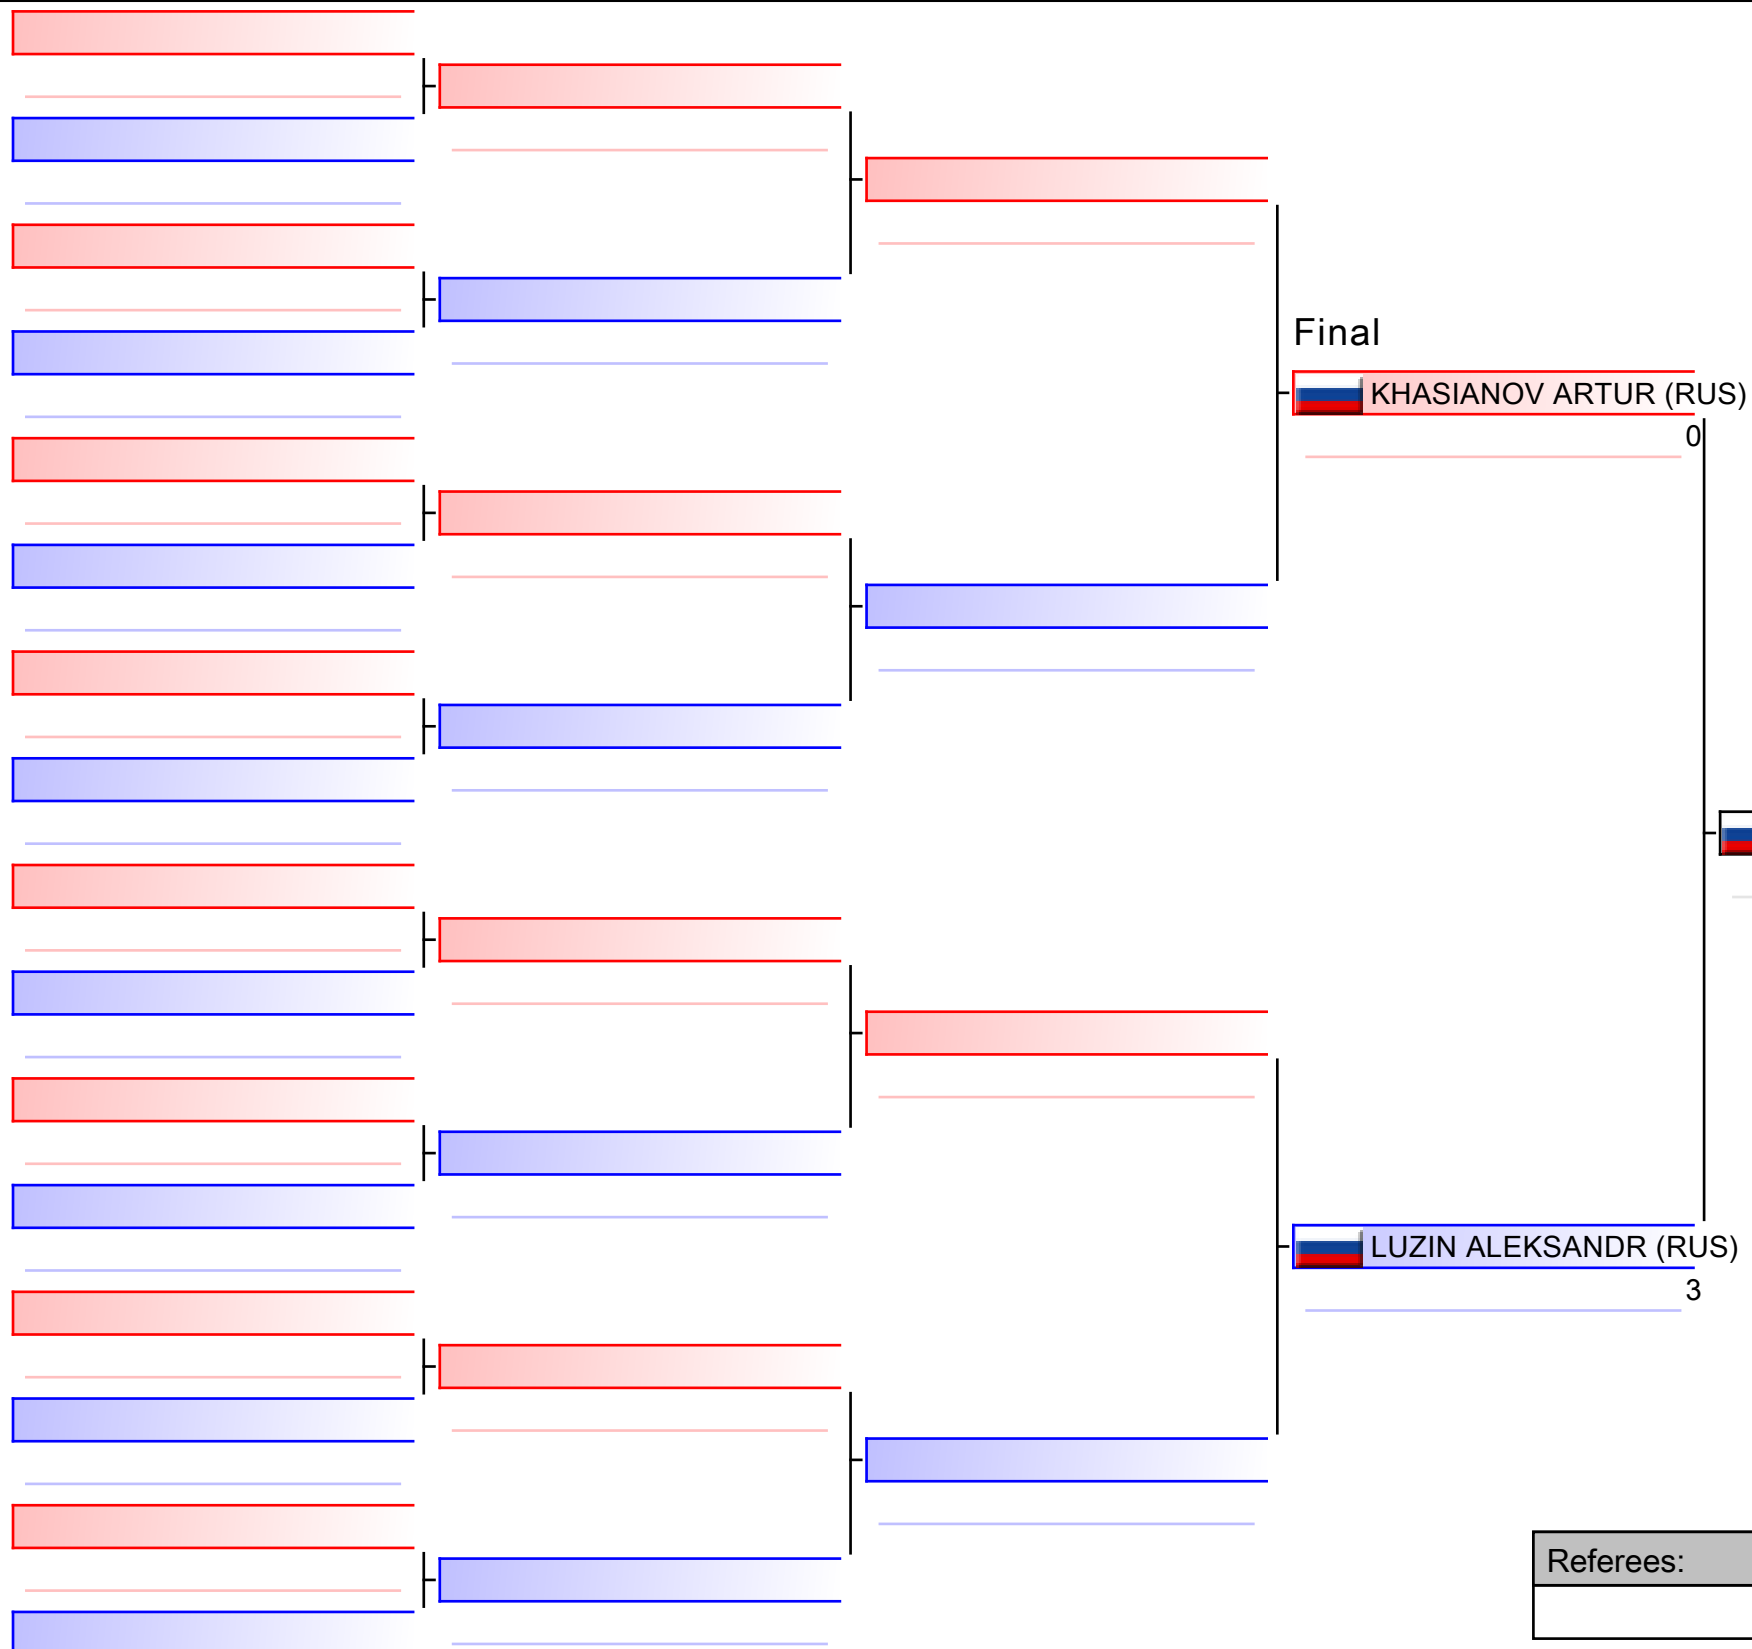 Final
KHASIANOV ARTUR (RUS)
0
LUZIN ALEKSANDR (RUS)
3
Referees: